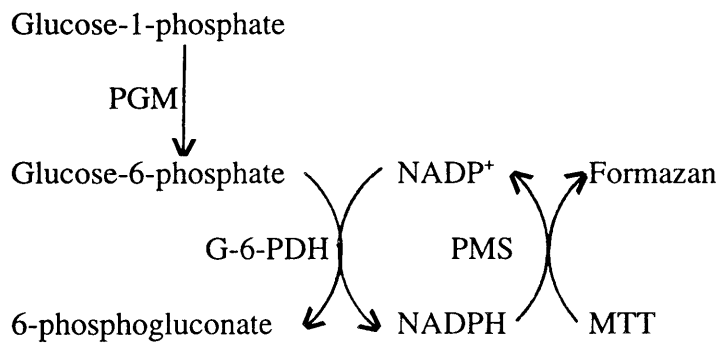 Glucose-1-phosphate
PGM
Glucose-6-phosphate NADP⁺ Formazan
G-6-PDH PMS
6-phosphogluconate NADPH MTT